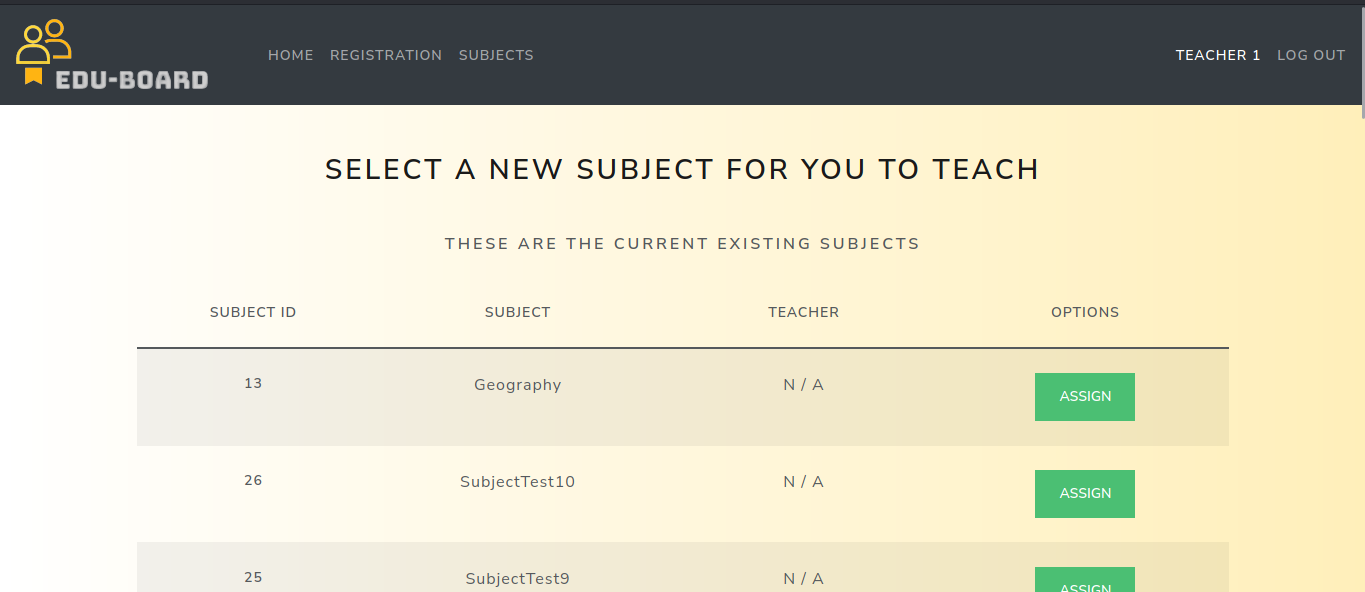 HOME REGISTRATION SUBJECTS TEACHER 1 LOG OUT
EDU-BOARD
SELECT A NEW SUBJECT FOR YOU TO TEACH
THESE ARE THE CURRENT EXISTING SUBJECTS
SUBJECT ID SUBJECT TEACHER OPTIONS
13 Geography N / A ASSIGN
26 SubjectTest10 N / A ASSIGN
25 SubjectTest9 N / A ASSIGN